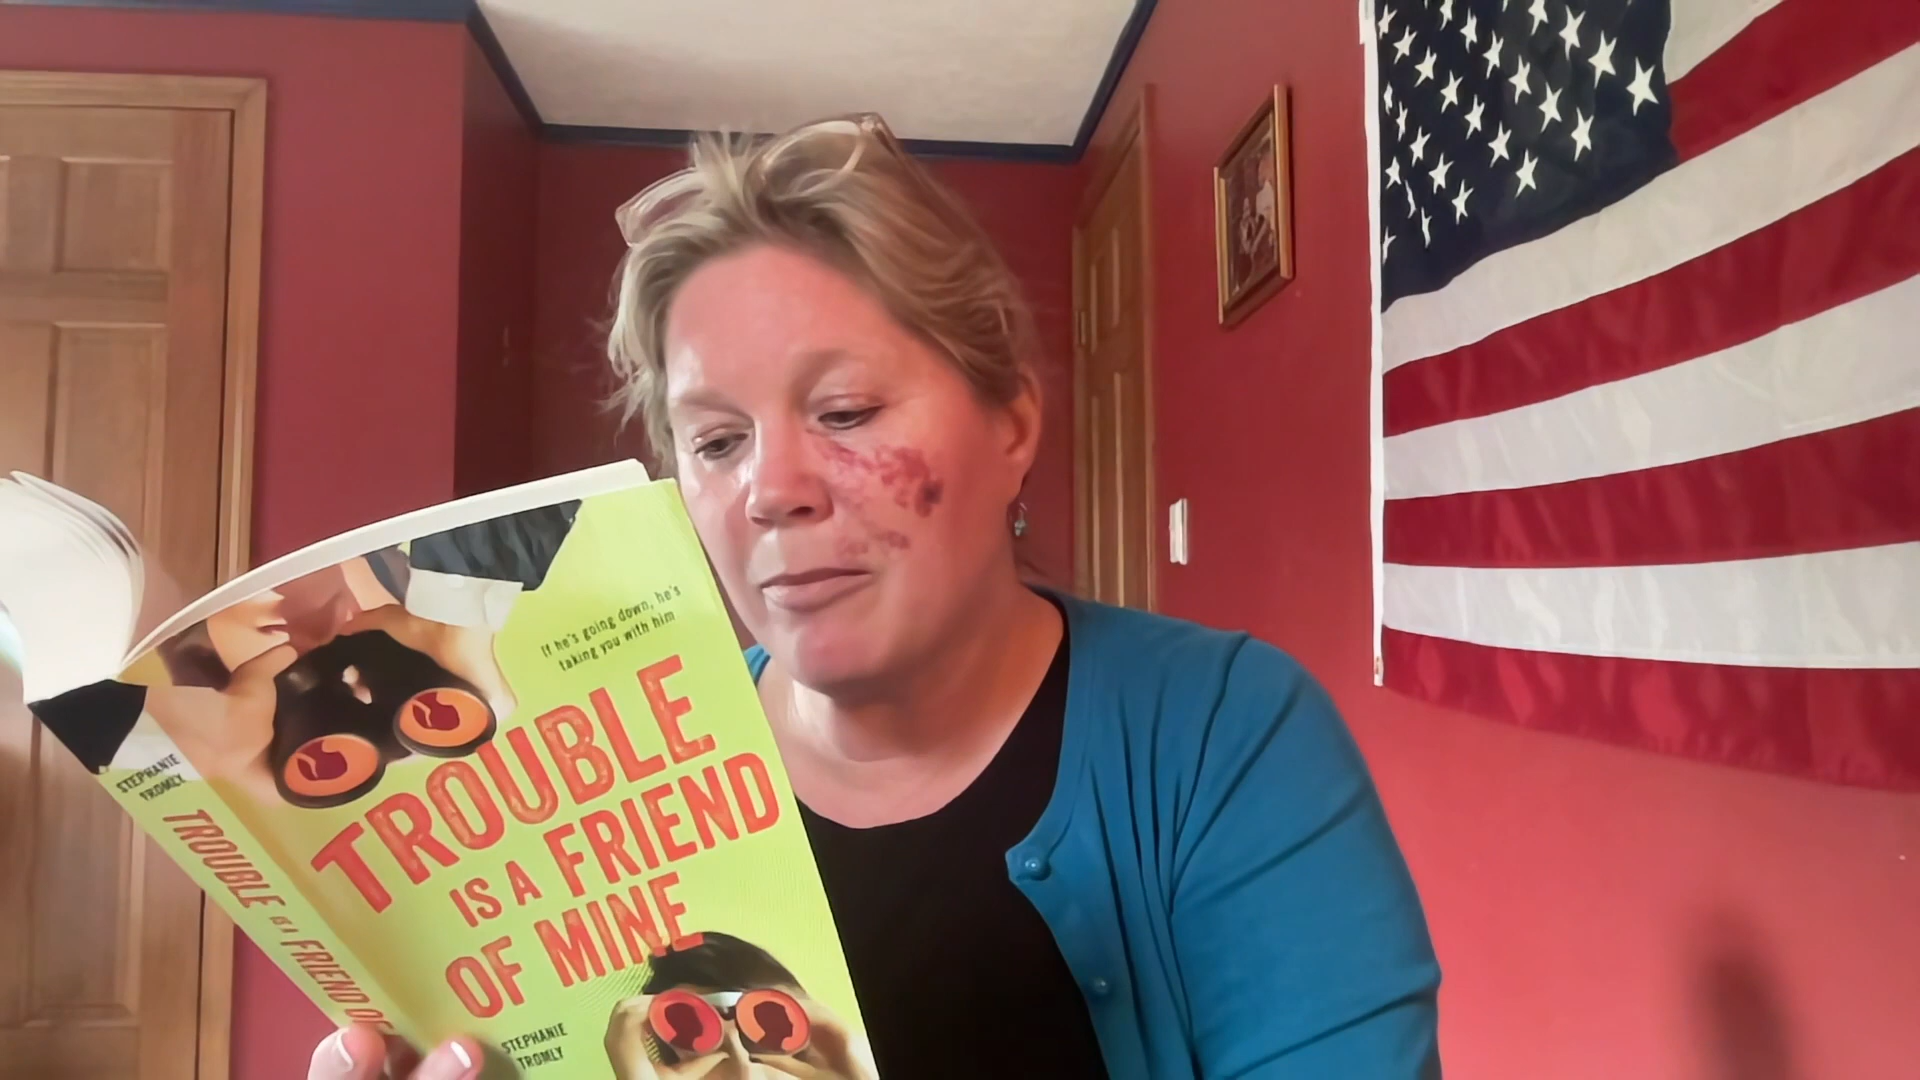 If he's going down, he's
taking you with him
TROUBLE
IS A FRIEND
OF MINE
STEPHANIE
TROMLY
STEPHANIE
TROMLY
TROUBLE IS A FRIEND OF